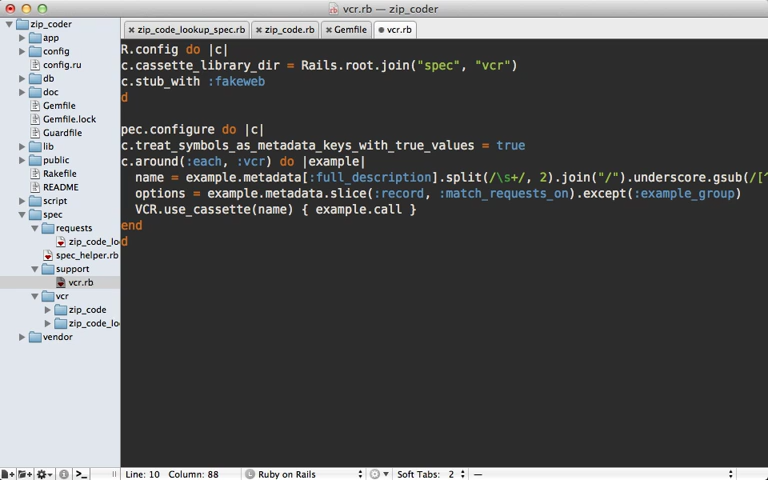 vcr.rb — zip_coder
zip_code_lookup_spec.rb
zip_code.rb
Gemfile
vcr.rb
zip_coder
app
config
config.ru
db
doc
Gemfile
Gemfile.lock
Guardfile
lib
public
Rakefile
README
script
spec
requests
zip_code_lo
spec_helper.rb
support
vcr.rb
vcr
zip_code
zip_code_lo
vendor
R.config do |c|
c.cassette_library_dir = Rails.root.join("spec", "vcr")
c.stub_with :fakeweb
d
pec.configure do |c|
c.treat_symbols_as_metadata_keys_with_true_values = true
c.around(:each, :vcr) do |example|
name = example.metadata[:full_description].split(/\s+/, 2).join("/").underscore.gsub(/[^
options = example.metadata.slice(:record, :match_requests_on).except(:example_group)
VCR.use_cassette(name) { example.call }
end
d
Line: 10 Column: 88
Ruby on Rails
Soft Tabs: 2
—